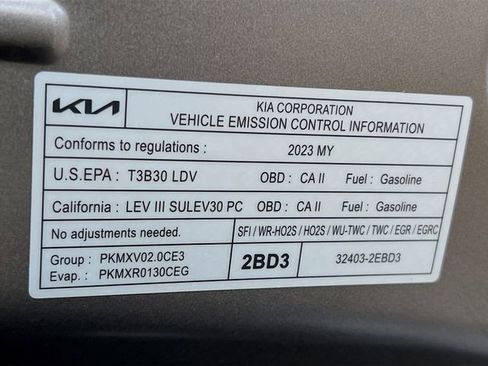 KIA
KIA CORPORATION
VEHICLE EMISSION CONTROL INFORMATION
Conforms to regulations : 2023 MY
U.S.EPA : T3B30 LDV OBD : CA II Fuel : Gasoline
California : LEV III SULEV30 PC OBD : CA II Fuel : Gasoline
No adjustments needed. SFI / WR-HO2S / HO2S / WU-TWC / TWC / EGR / EGRC
Group : PKMXV02.0CE3
Evap. : PKMXR0130CEG
2BD3 32403-2EBD3